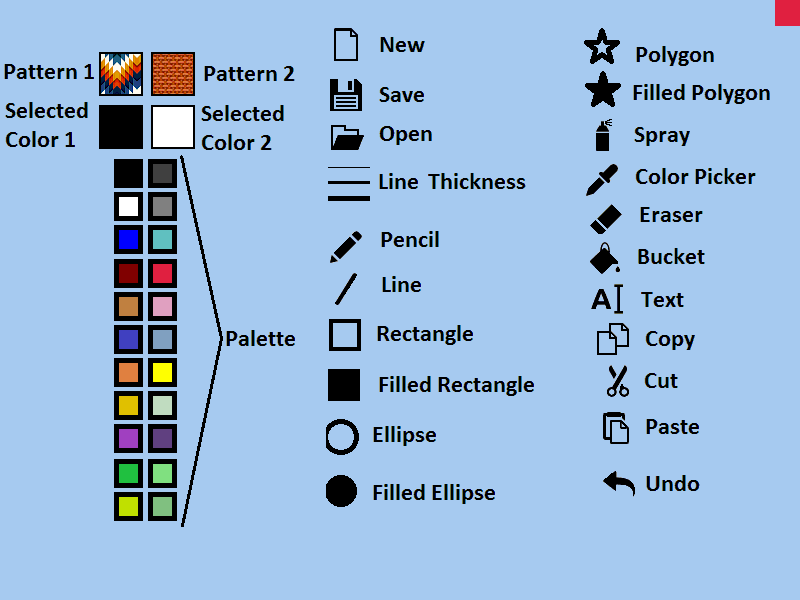 Pattern 1
Pattern 2
Selected
Color 1
Selected
Color 2
Palette
New
Save
Open
Line Thickness
Pencil
Line
Rectangle
Filled Rectangle
Ellipse
Filled Ellipse
Polygon
Filled Polygon
Spray
Color Picker
Eraser
Bucket
A
Text
Copy
Cut
Paste
Undo